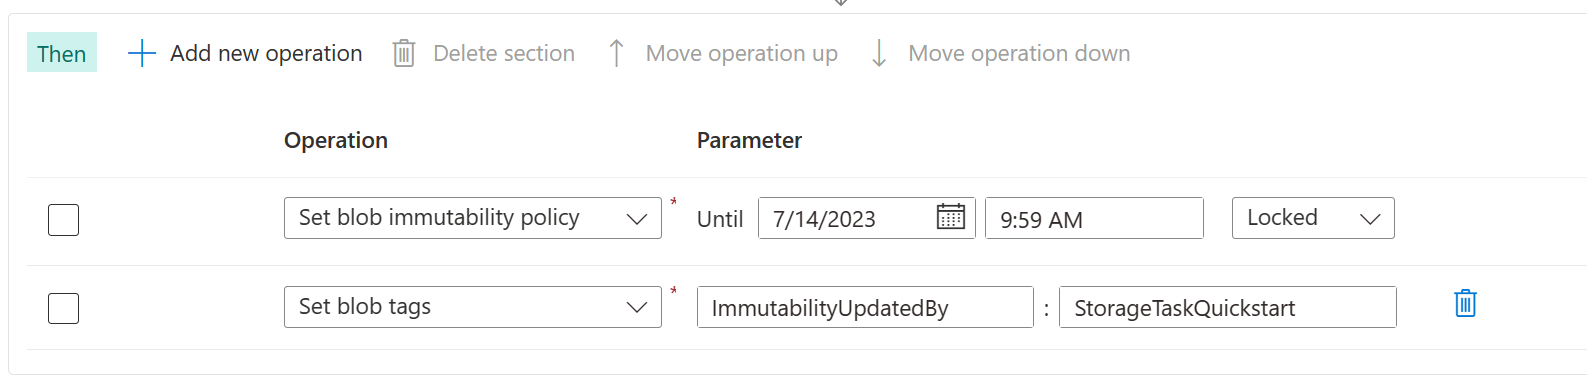 Then Add new operation Delete section Move operation up Move operation down
Operation Parameter
Set blob immutability policy * Until 7/14/2023 9:59 AM Locked
Set blob tags * ImmutabilityUpdatedBy : StorageTaskQuickstart